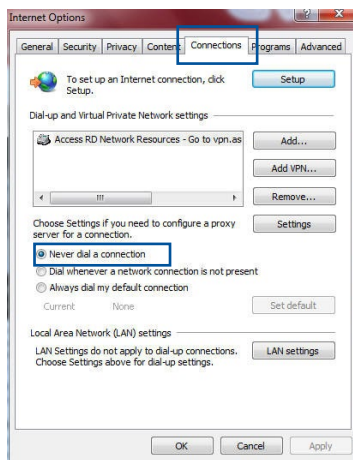 Internet Options
General Security Privacy Content Connections Programs Advanced
To set up an Internet connection, click
Setup.
Setup
Dial-up and Virtual Private Network settings
Access RD Network Resources - Go to vpn.as
Add...
Add VPN...
Remove...
Choose Settings if you need to configure a proxy
server for a connection.
Settings
Never dial a connection
Dial whenever a network connection is not present
Always dial my default connection
Current None
Set default
Local Area Network (LAN) settings
LAN Settings do not apply to dial-up connections.
Choose Settings above for dial-up settings.
LAN settings
OK Cancel Apply